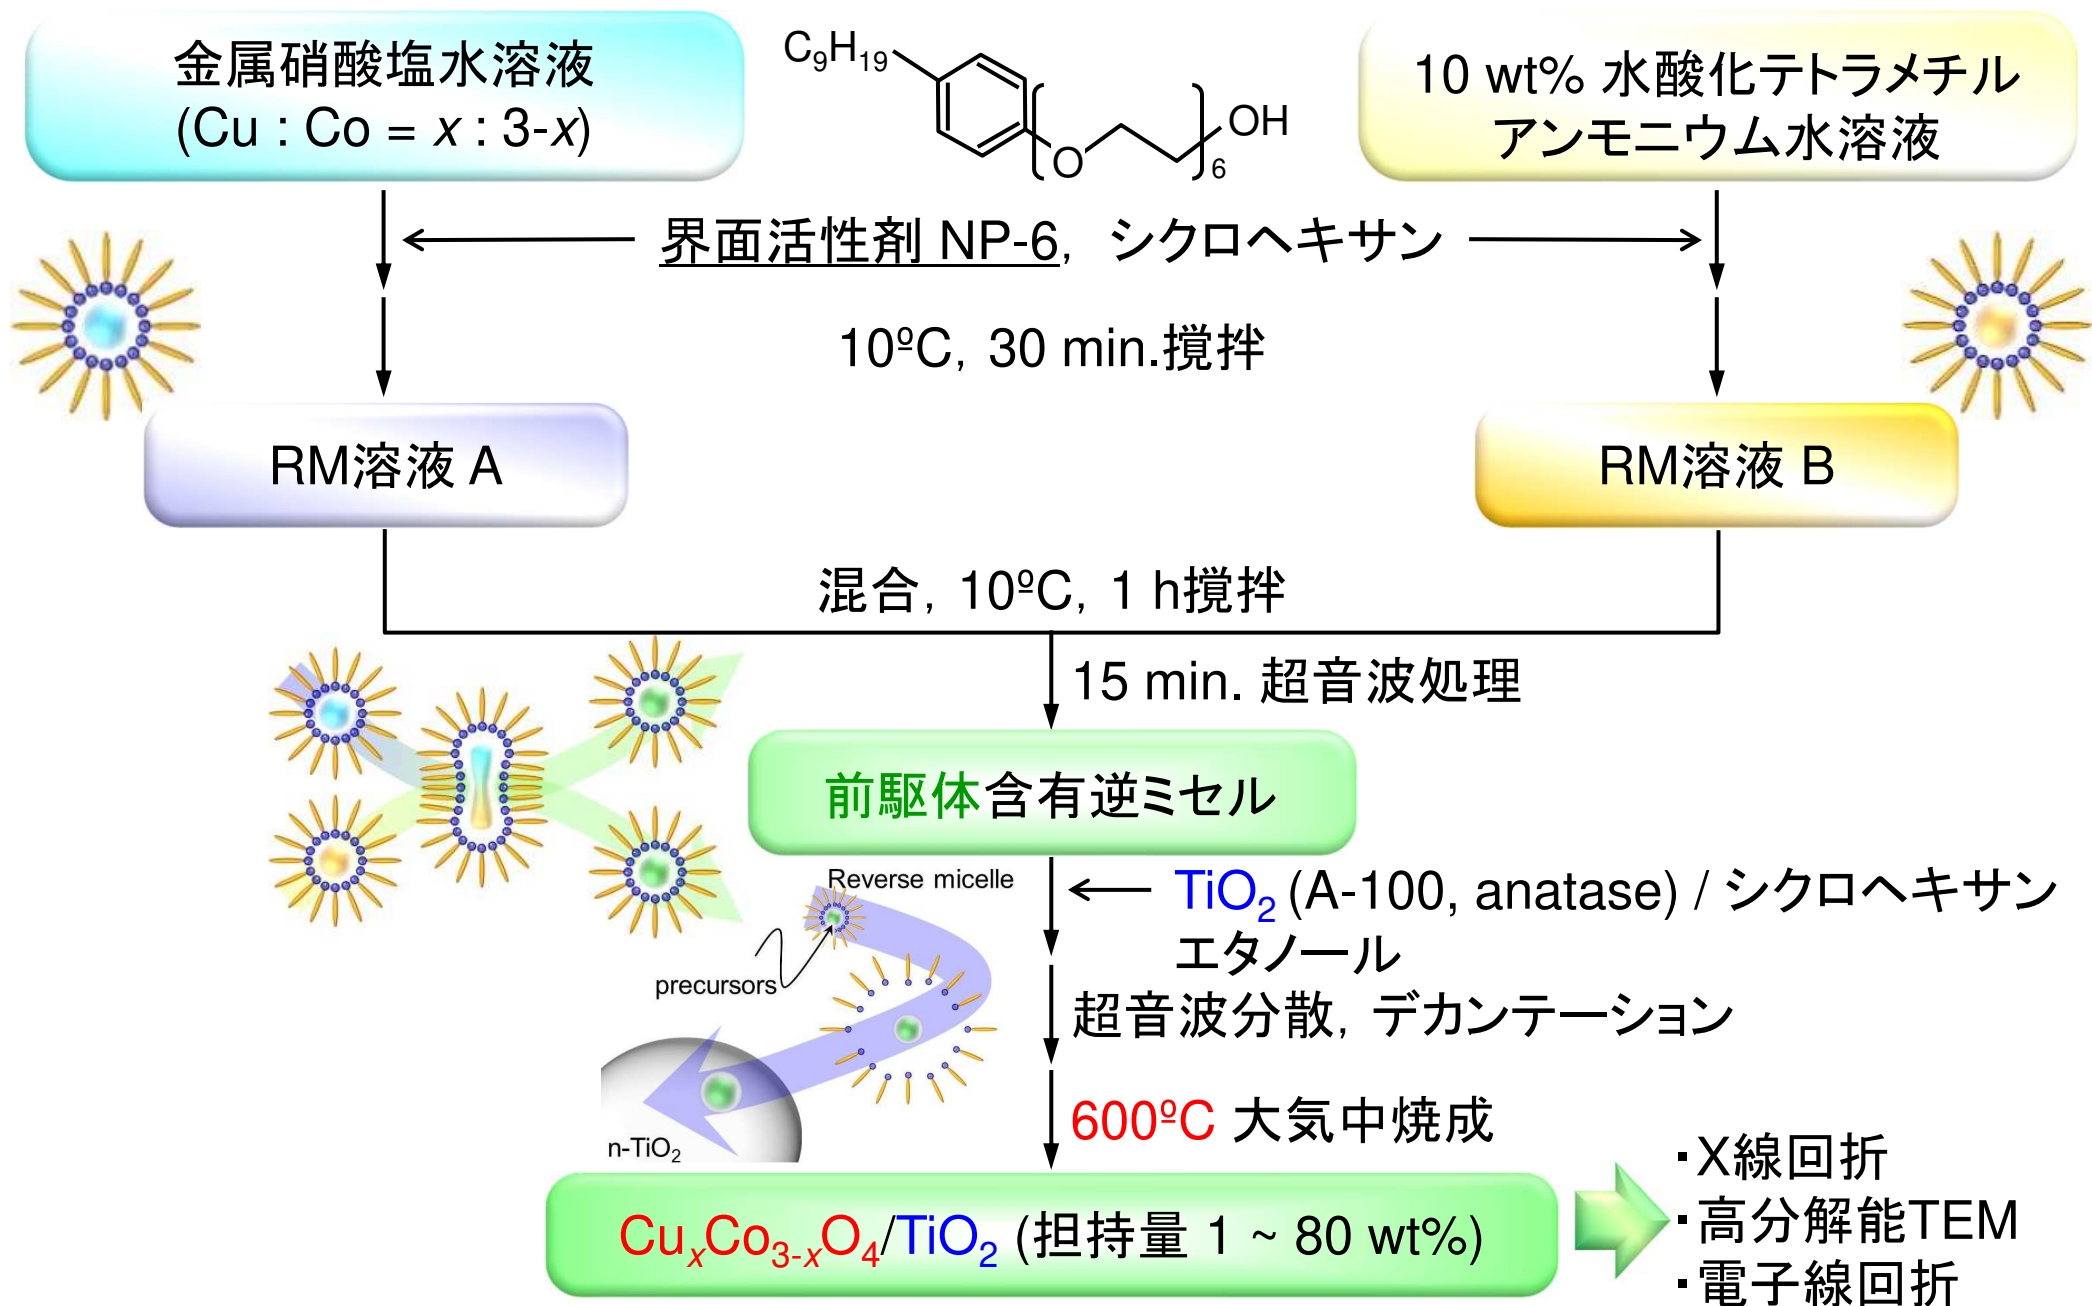 金属硝酸塩水溶液
(Cu : Co = x : 3-x)
C9H19
O
6
OH
10 wt% 水酸化テトラメチル
アンモニウム水溶液
界面活性剤 NP-6, シクロヘキサン
10ºC, 30 min.撹拌
RM溶液 A
RM溶液 B
混合, 10ºC, 1 h撹拌
15 min. 超音波処理
前駆体含有逆ミセル
Reverse micelle
precursors
n-TiO2
TiO2 (A-100, anatase) / シクロヘキサン
エタノール
超音波分散, デカンテーション
600ºC 大気中焼成
CuxCo3-xO4/TiO2 (担持量 1 ~ 80 wt%)
・X線回折
・高分解能TEM
・電子線回折